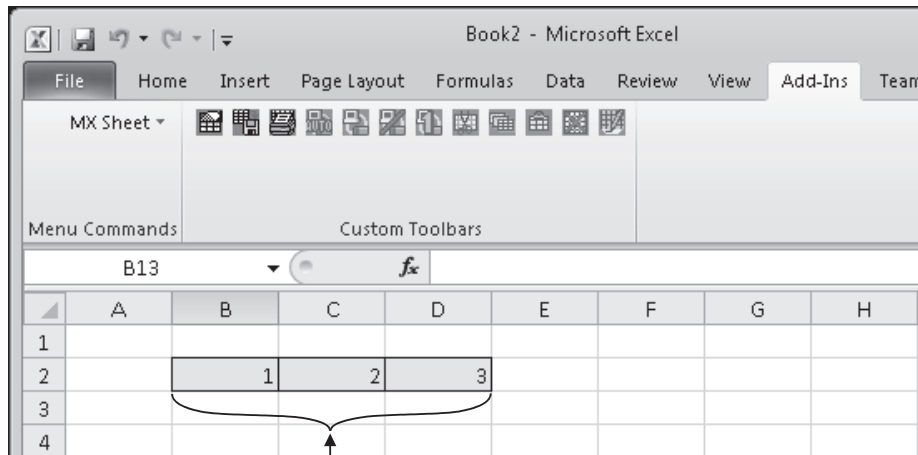 Book2 - Microsoft Excel
File Home Insert Page Layout Formulas Data Review View Add-Ins Team
MX Sheet
Menu Commands Custom Toolbars
B13 fx
A B C D E F G H
1
2 1 2 3
3
4